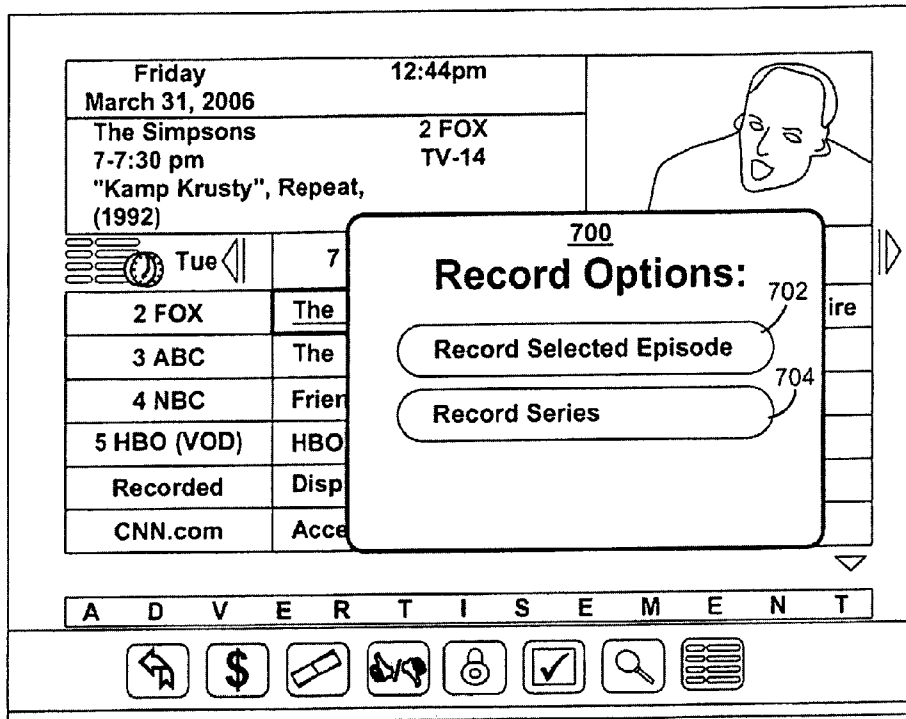 Friday 12:44pm
March 31, 2006
The Simpsons 2 FOX
7-7:30 pm TV-14
"Kamp Krusty", Repeat,
(1992)
Tue 7
700
Record Options:
702
Record Selected Episode
704
Record Series
2 FOX The ire
3 ABC The
4 NBC Frien
5 HBO (VOD) HBO
Recorded Disp
CNN.com Acce
A D V E R T I S E M E N T
$